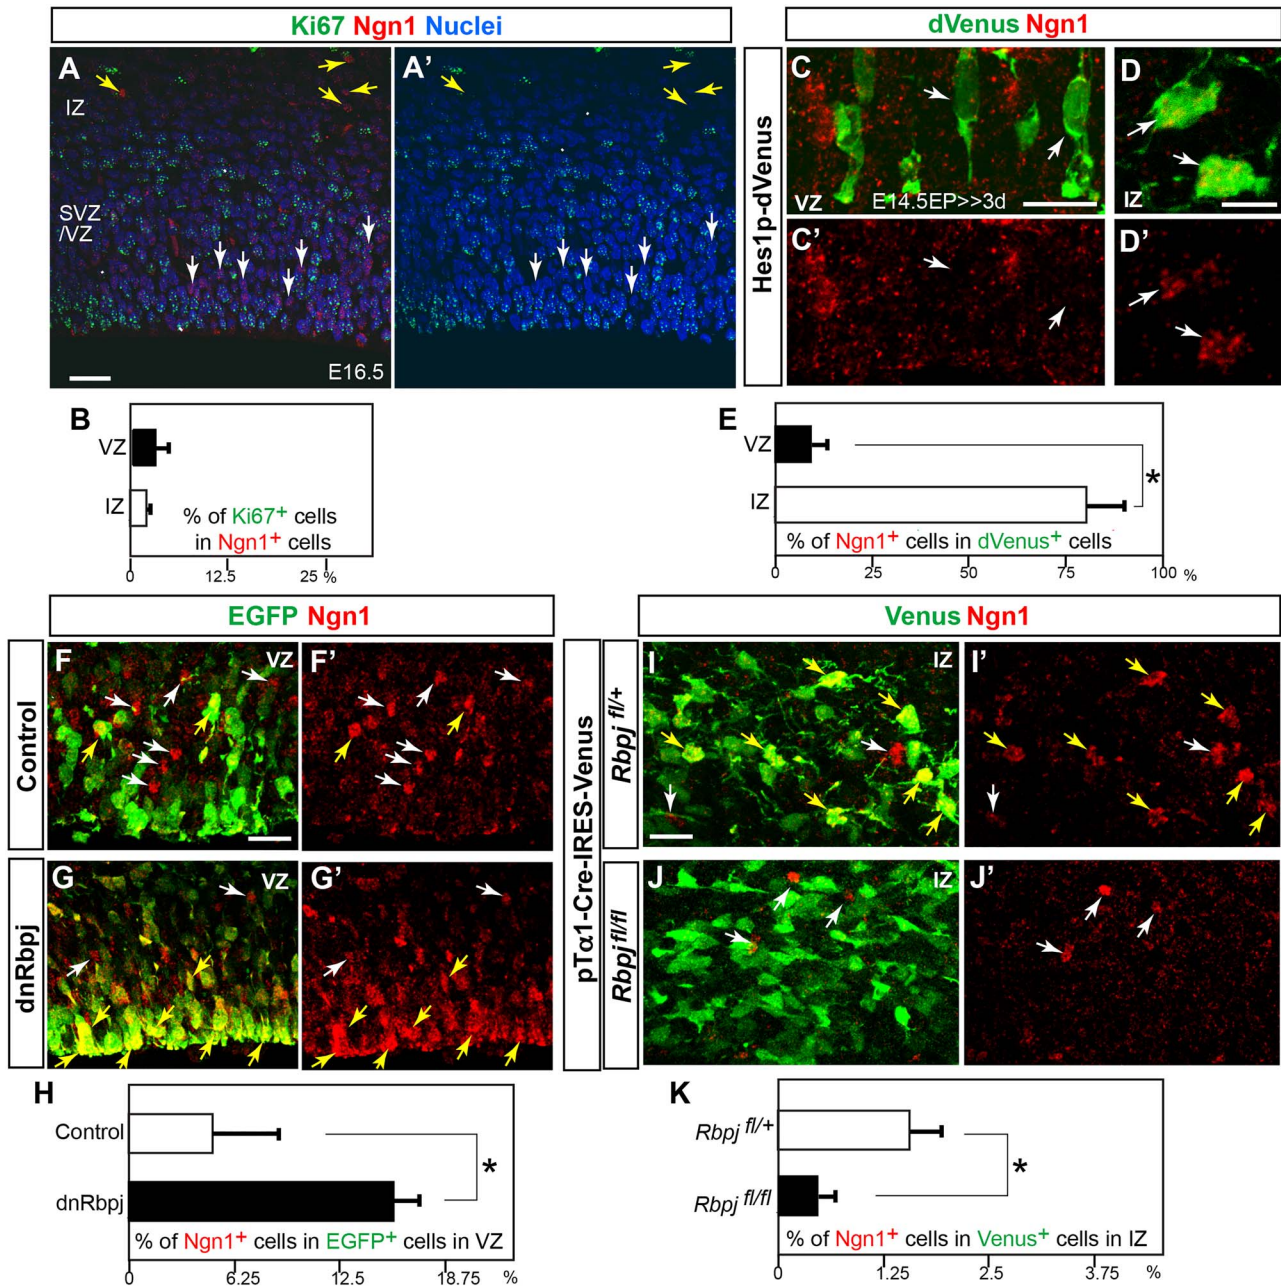 Ki67 Ngn1 Nuclei
A
IZ
SVZ
/VZ
E16.5
A'
dVenus Ngn1
Hes1p-dVenus
C
VZ
E14.5EP>>3d
D
IZ
C'
D'
B
VZ
IZ
% of Ki67+ cells
in Ngn1+ cells
0 12.5 25 %
E
VZ
IZ
*
% of Ngn1+ cells in dVenus+ cells
0 25 50 75 100 %
EGFP Ngn1
Control
F
VZ
F'
dnRbpj
G
VZ
G'
H
Control
dnRbpj
*
% of Ngn1+ cells in EGFP+ cells in VZ
0 6.25 12.5 18.75 %
Venus Ngn1
pTα1-Cre-IRES-Venus
Rbpj fl/+
I
IZ
I'
Rbpj fl/fl
J
IZ
J'
K
Rbpj fl/+
Rbpj fl/fl
*
% of Ngn1+ cells in Venus+ cells in IZ
0 1.25 2.5 3.75 %